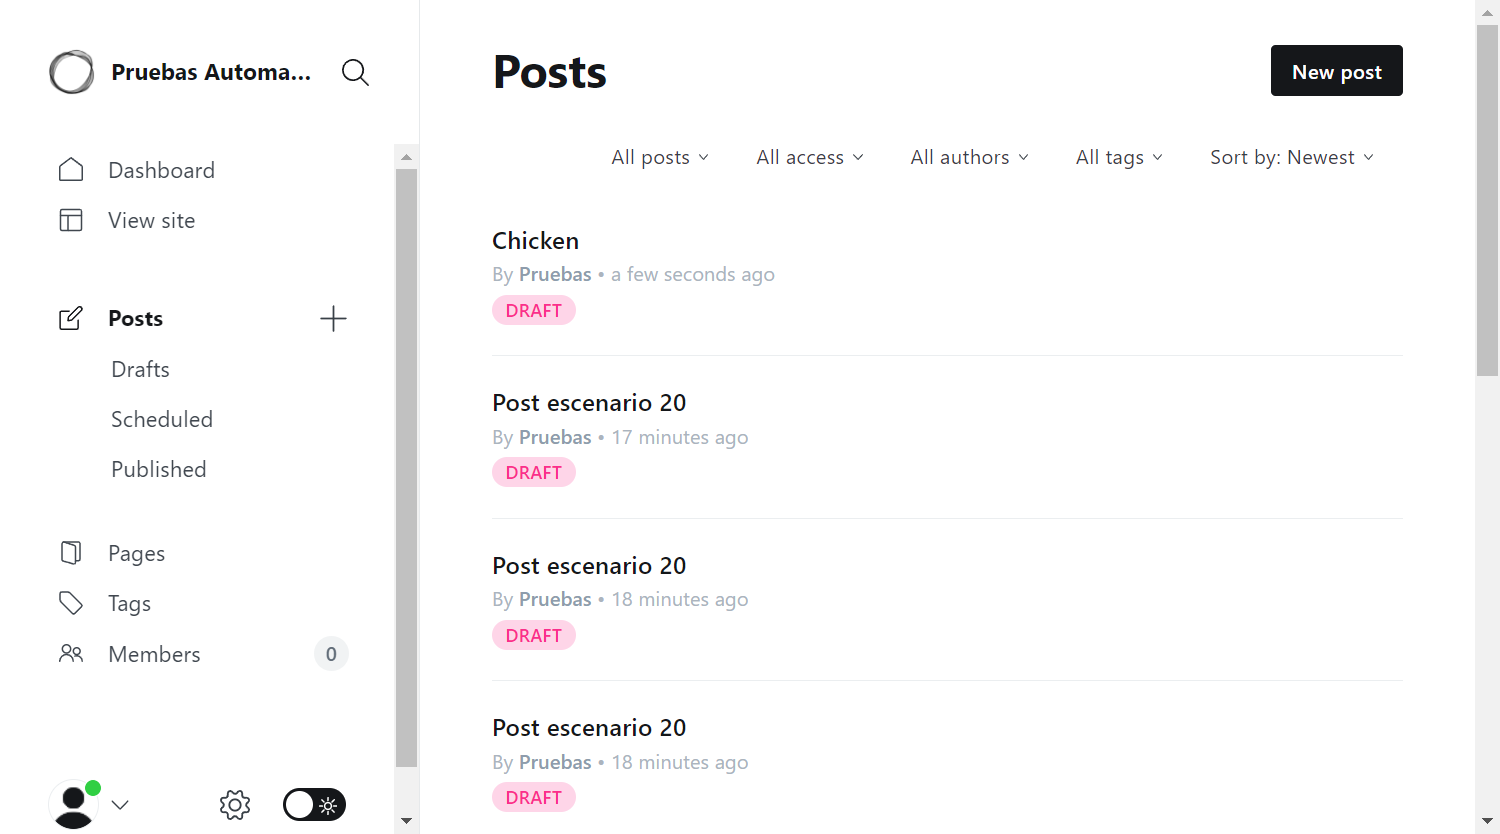 Pruebas Automa...
Dashboard
View site
Posts
Drafts
Scheduled
Published
Pages
Tags
Members 0
Posts
New post
All posts All access All authors All tags Sort by: Newest
Chicken
By Pruebas • a few seconds ago
DRAFT
Post escenario 20
By Pruebas • 17 minutes ago
DRAFT
Post escenario 20
By Pruebas • 18 minutes ago
DRAFT
Post escenario 20
By Pruebas • 18 minutes ago
DRAFT